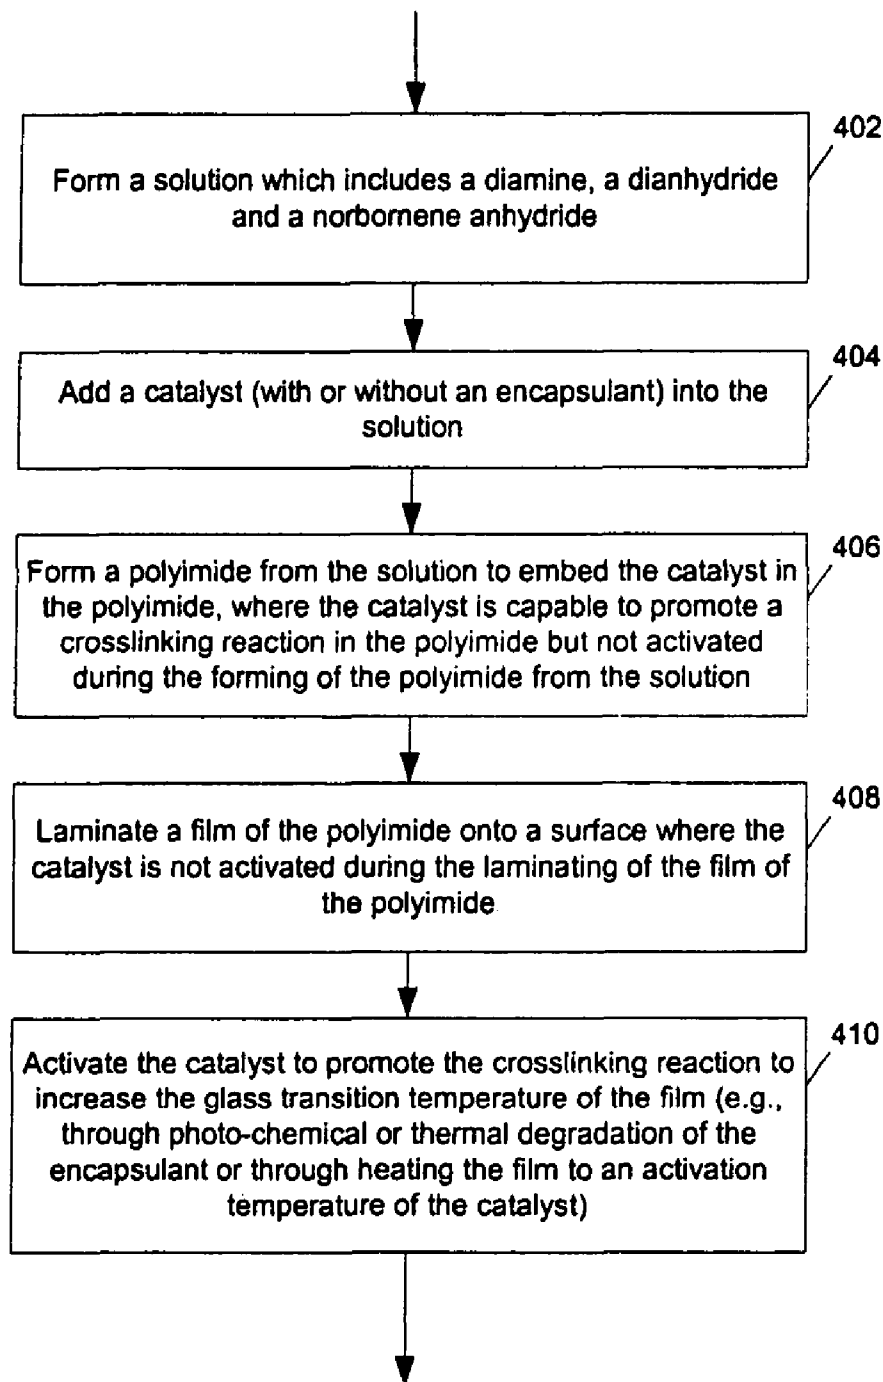 402
Form a solution which includes a diamine, a dianhydride
and a norbornene anhydride
404
Add a catalyst (with or without an encapsulant) into the
solution
406
Form a polyimide from the solution to embed the catalyst in
the polyimide, where the catalyst is capable to promote a
crosslinking reaction in the polyimide but not activated
during the forming of the polyimide from the solution
408
Laminate a film of the polyimide onto a surface where the
catalyst is not activated during the laminating of the film of
the polyimide
410
Activate the catalyst to promote the crosslinking reaction to
increase the glass transition temperature of the film (e.g.,
through photo-chemical or thermal degradation of the
encapsulant or through heating the film to an activation
temperature of the catalyst)